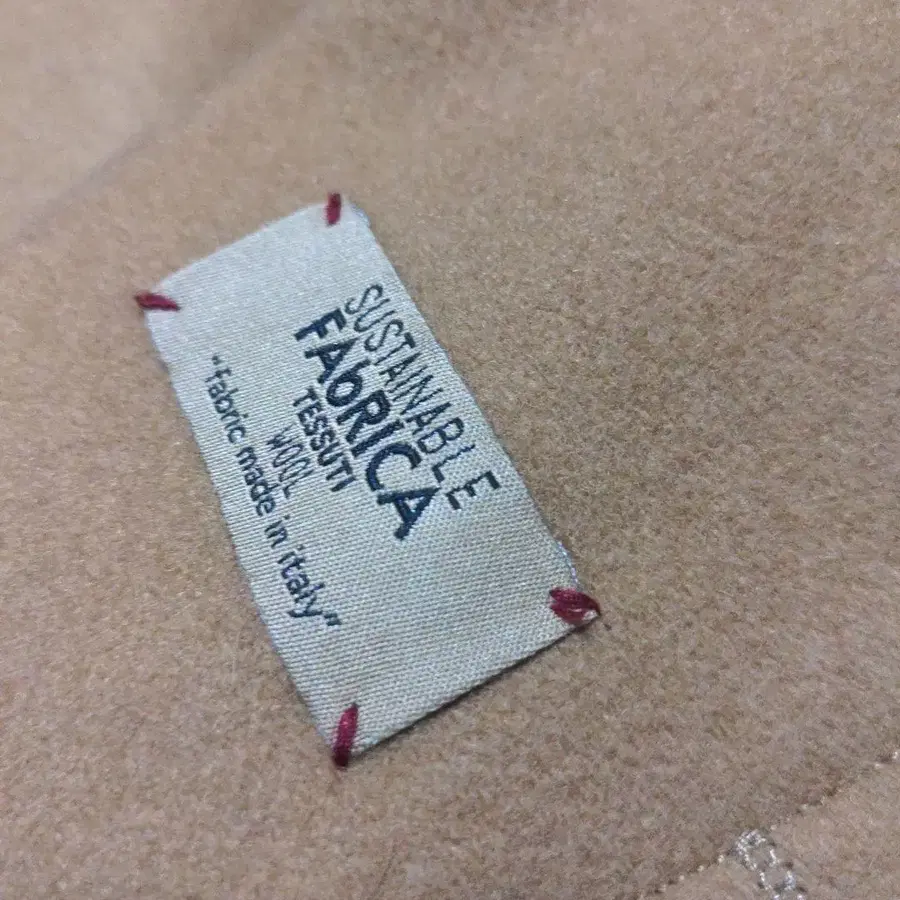 SUSTAINABLE
FAbRICA
TESSUTI
WOOL
"fabric made in italy"